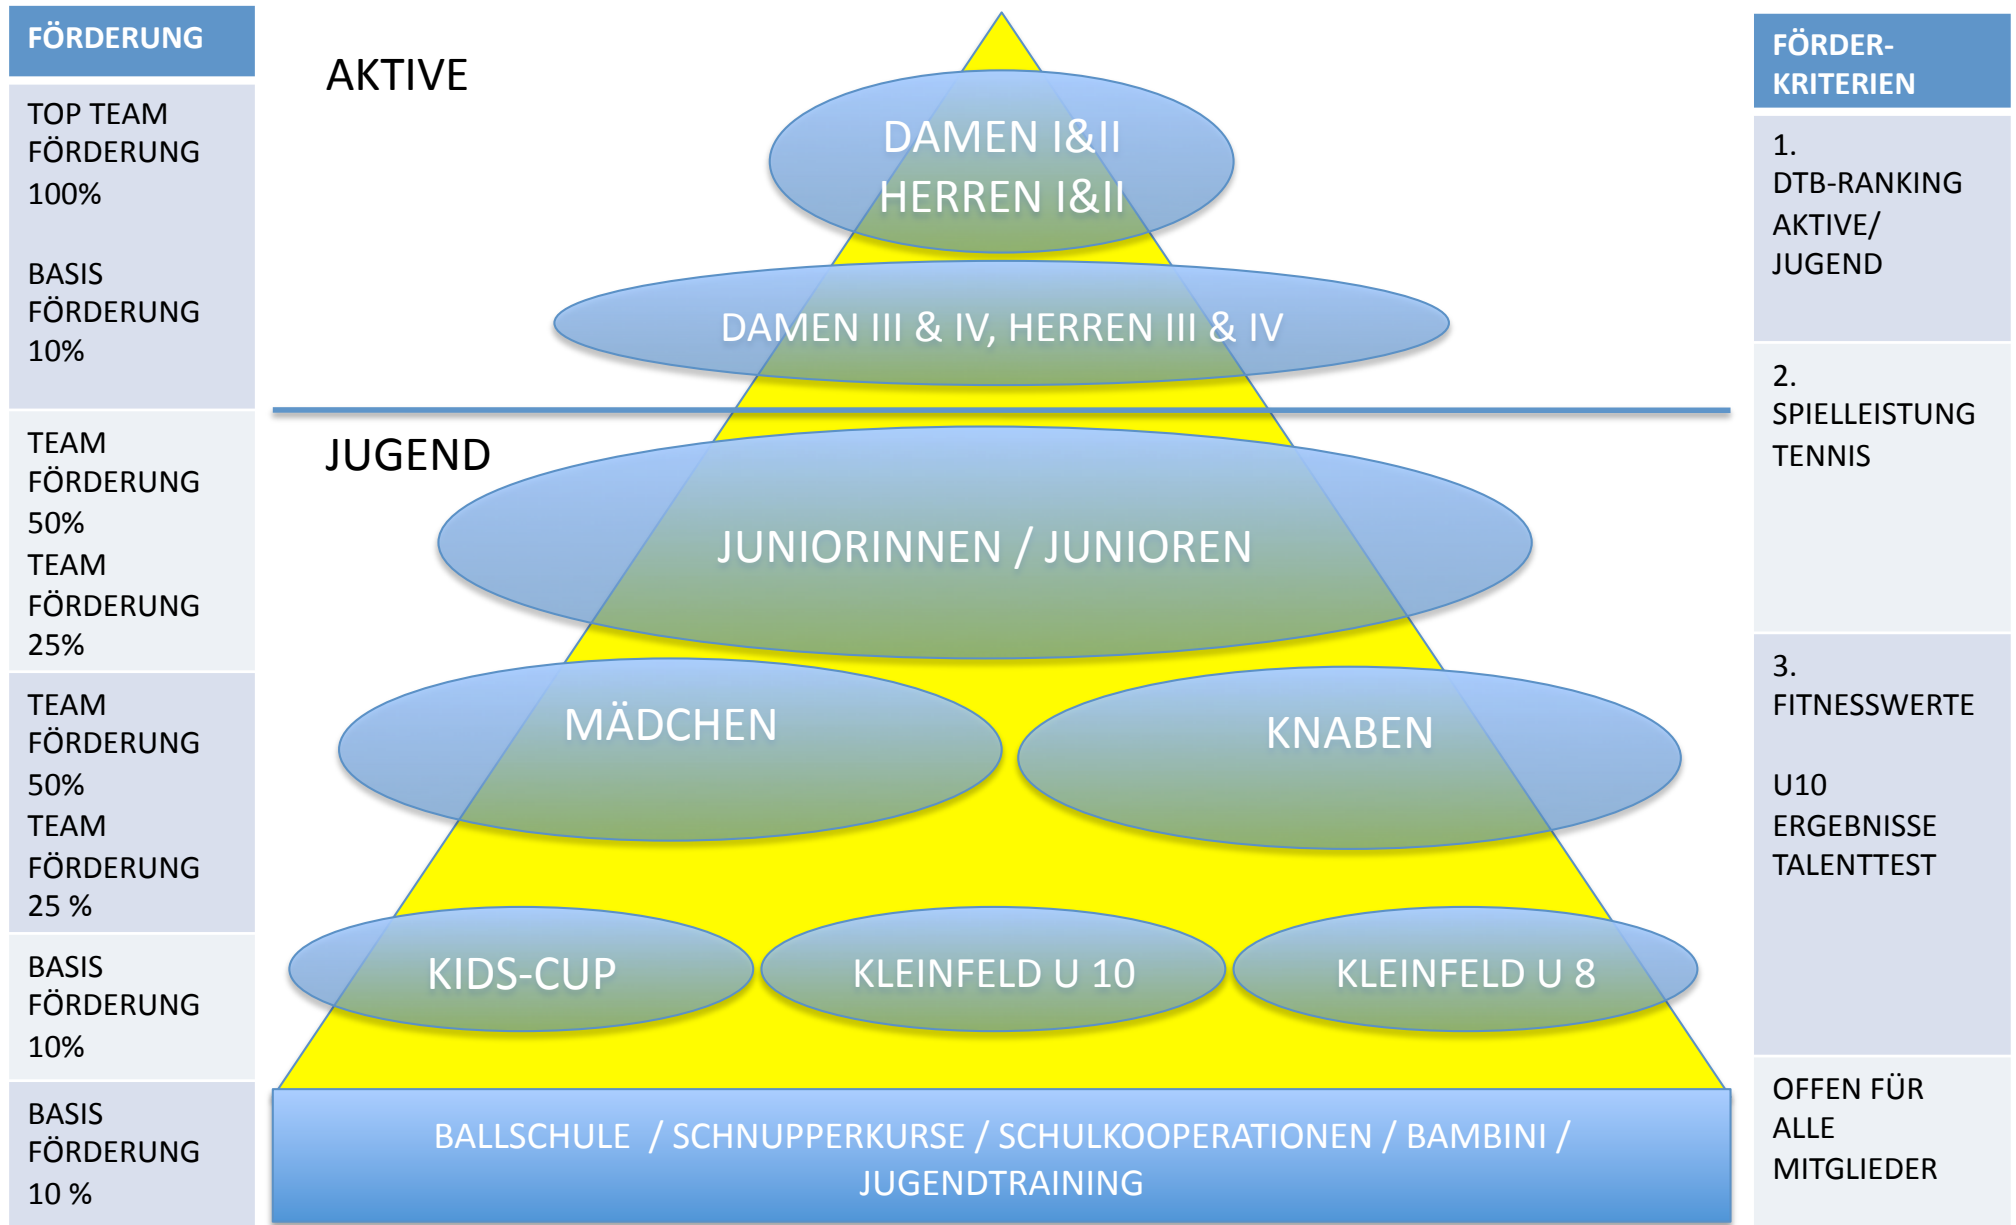 FÖRDERUNG
TOP TEAM
FÖRDERUNG
100%
BASIS
FÖRDERUNG
10%
TEAM
FÖRDERUNG
50%
TEAM
FÖRDERUNG
25%
TEAM
FÖRDERUNG
50%
TEAM
FÖRDERUNG
25 %
BASIS
FÖRDERUNG
10%
BASIS
FÖRDERUNG
10 %
AKTIVE
DAMEN I&II
HERREN I&II
DAMEN III & IV, HERREN III & IV
JUGEND
JUNIORINNEN / JUNIOREN
MÄDCHEN
KNABEN
KIDS-CUP
KLEINFELD U 10
KLEINFELD U 8
BALLSCHULE / SCHNUPPERKURSE / SCHULKOOPERATIONEN / BAMBINI /
JUGENDTRAINING
FÖRDER-
KRITERIEN
1.
DTB-RANKING
AKTIVE/
JUGEND
2.
SPIELLEISTUNG
TENNIS
3.
FITNESSWERTE
U10
ERGEBNISSE
TALENTTEST
OFFEN FÜR
ALLE
MITGLIEDER